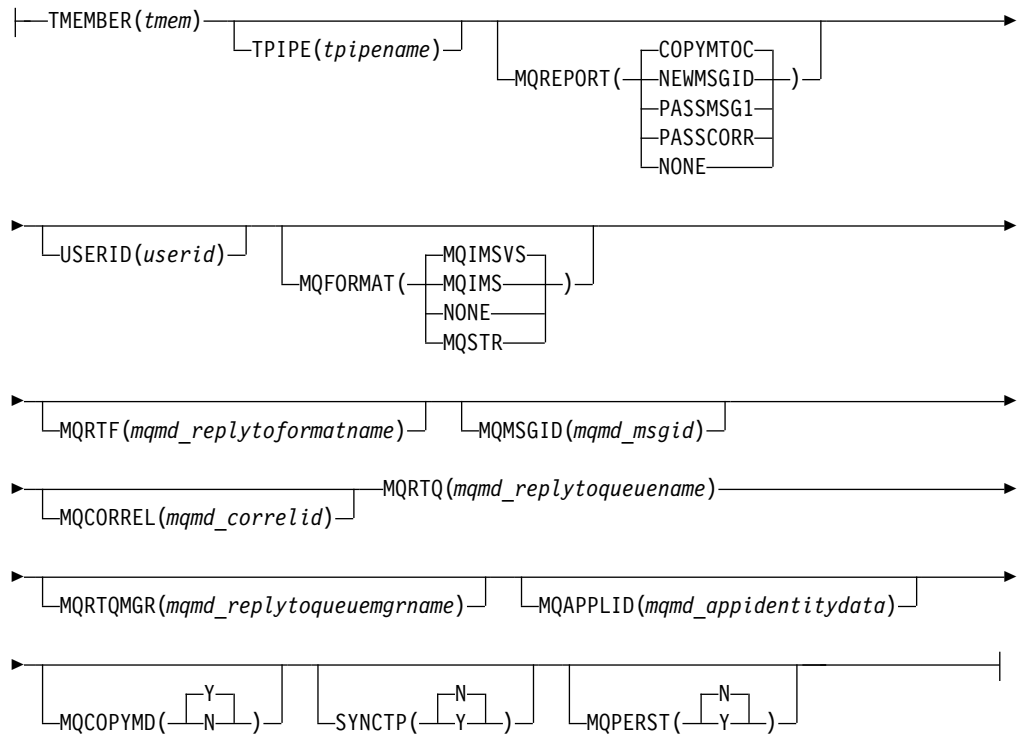 TMEMBER(tmem)
TPIPE(tpipename)
MQREPORT( COPYMTOC )
NEWMSGID
PASSMSG1
PASSCORR
NONE
USERID(userid)
MQFORMAT( MQIMSVS )
MQIMS
NONE
MQSTR
MQRTF(mqmd_replytoformatname)
MQMSGID(mqmd_msgid)
MQCORREL(mqmd_correlid)
MQRTQ(mqmd_replytoqueuename)
MQRTQMGR(mqmd_replytoqueuemgrname)
MQAPPLID(mqmd_appidentitydata)
MQCOPYMD( Y N )
SYNCTP( N Y )
MQPERST( N Y )